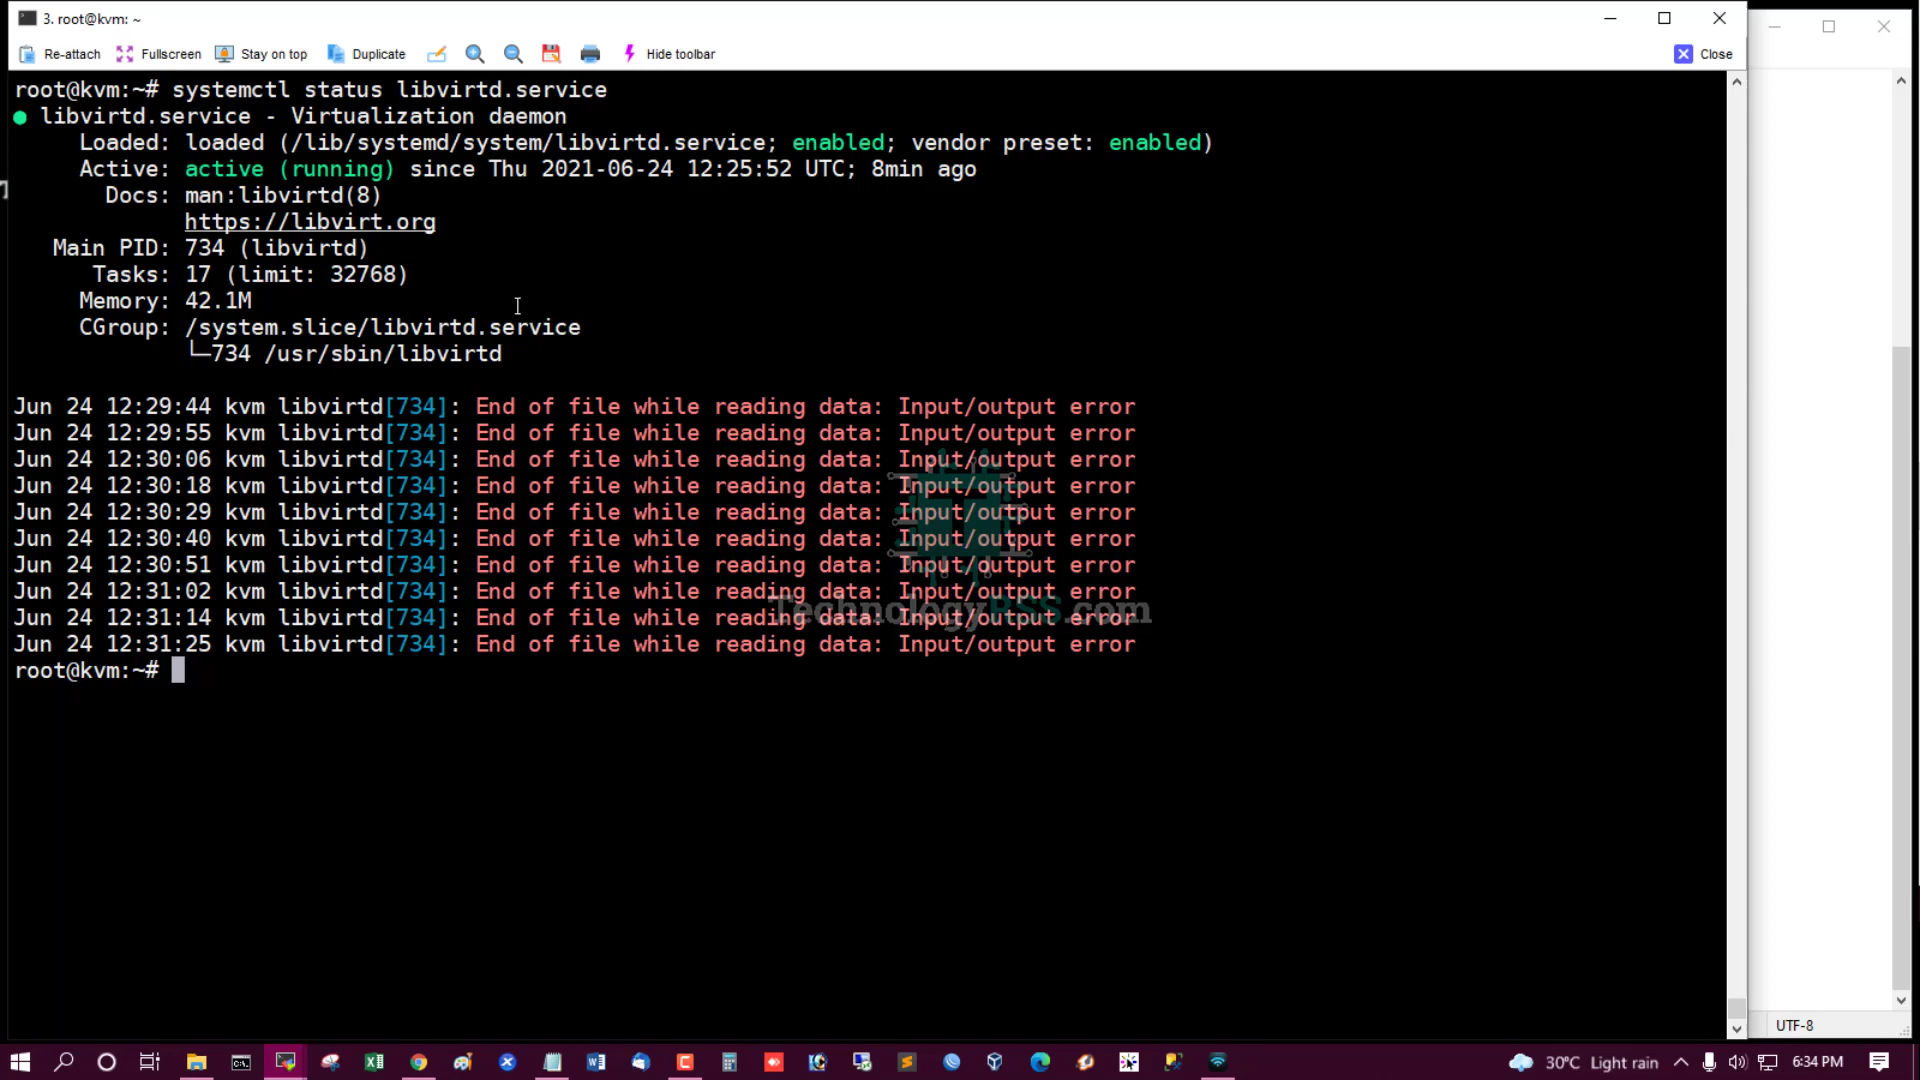 3. root@kvm: ~
Re-attach Fullscreen Stay on top Duplicate Hide toolbar Close
root@kvm:~# systemctl status libvirtd.service
● libvirtd.service - Virtualization daemon
Loaded: loaded (/lib/systemd/system/libvirtd.service; enabled; vendor preset: enabled)
Active: active (running) since Thu 2021-06-24 12:25:52 UTC; 8min ago
Docs: man:libvirtd(8)
https://libvirt.org
Main PID: 734 (libvirtd)
Tasks: 17 (limit: 32768)
Memory: 42.1M
CGroup: /system.slice/libvirtd.service
└─734 /usr/sbin/libvirtd
Jun 24 12:29:44 kvm libvirtd[734]: End of file while reading data: Input/output error
Jun 24 12:29:55 kvm libvirtd[734]: End of file while reading data: Input/output error
Jun 24 12:30:06 kvm libvirtd[734]: End of file while reading data: Input/output error
Jun 24 12:30:18 kvm libvirtd[734]: End of file while reading data: Input/output error
Jun 24 12:30:29 kvm libvirtd[734]: End of file while reading data: Input/output error
Jun 24 12:30:40 kvm libvirtd[734]: End of file while reading data: Input/output error
Jun 24 12:30:51 kvm libvirtd[734]: End of file while reading data: Input/output error
Jun 24 12:31:02 kvm libvirtd[734]: End of file while reading data: Input/output error
TechnologyRSS.com
Jun 24 12:31:14 kvm libvirtd[734]: End of file while reading data: Input/output error
Jun 24 12:31:25 kvm libvirtd[734]: End of file while reading data: Input/output error
root@kvm:~#
UTF-8
30°C Light rain 6:34 PM